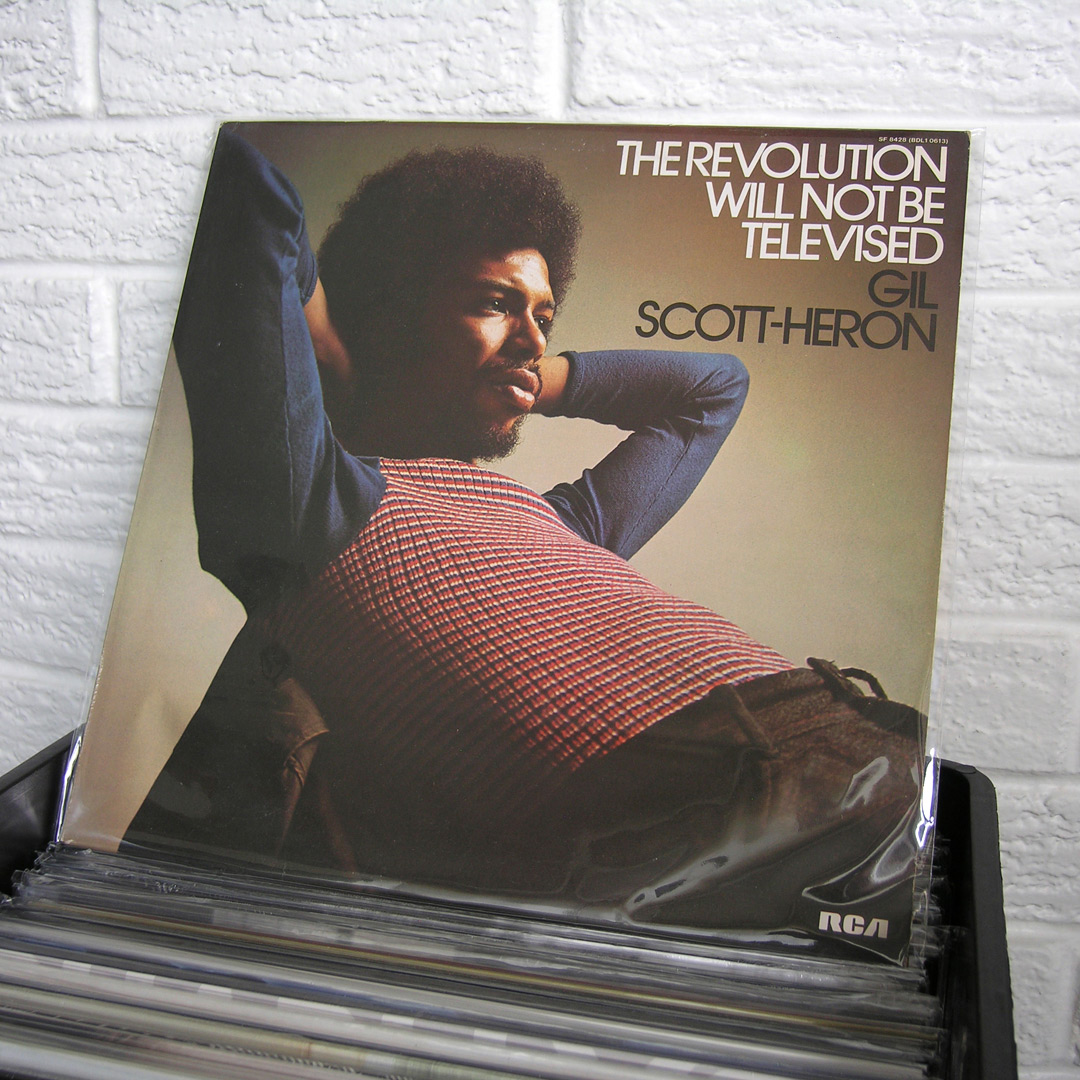 SF 8428 (BDL1 0613)
THE REVOLUTION
WILL NOT BE
TELEVISED
GIL
SCOTT-HERON
RCA